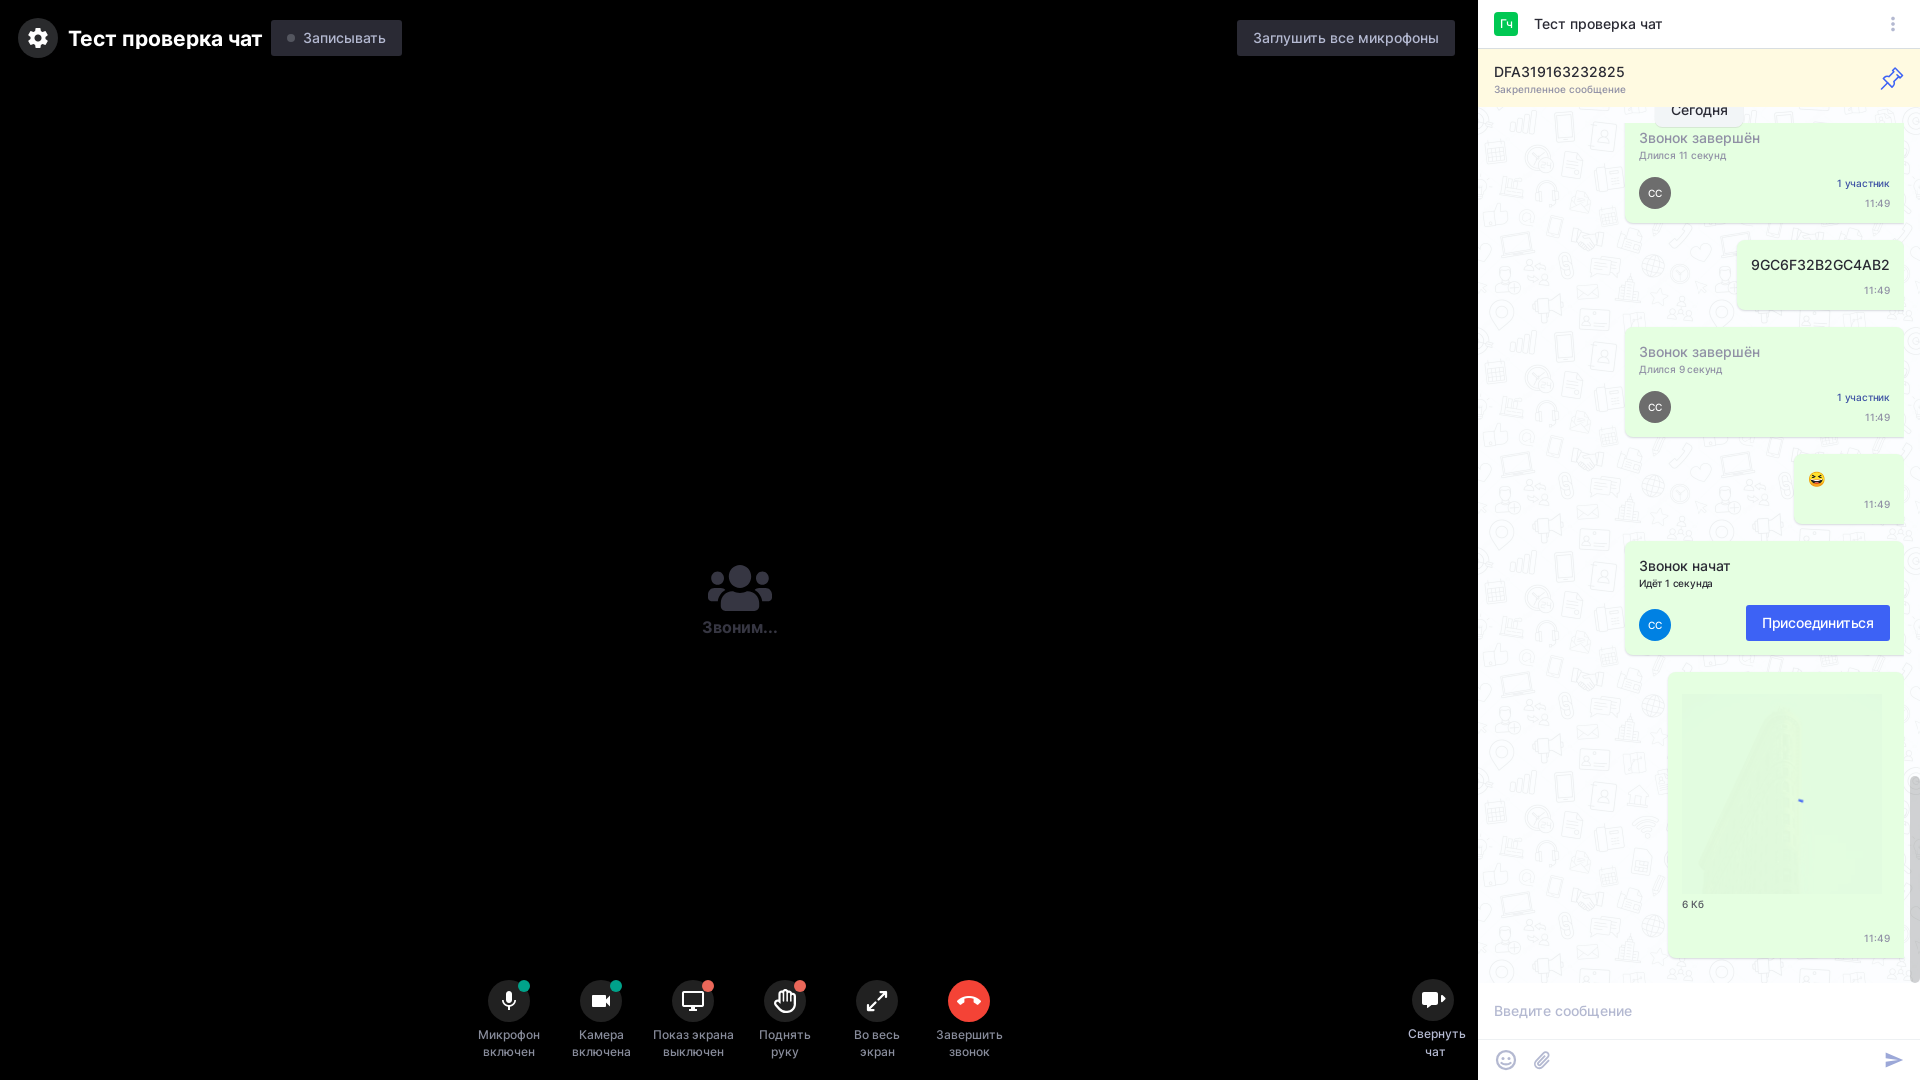 Тест проверка чат
Записывать
Заглушить все микрофоны
Звоним...
Микрофон
включен
Камера
включена
Показ экрана
выключен
Поднять
руку
Во весь
экран
Завершить
звонок
Свернуть
чат
Гч
Тест проверка чат
DFA319163232825
Закрепленное сообщение
Сегодня
Звонок завершён
Длился 11 секунд
СС
1 участник
11:49
9GC6F32B2GC4AB2
11:49
Звонок завершён
Длился 9 секунд
СС
1 участник
11:49
😆
11:49
Звонок начат
Идёт 1 секунда
СС
Присоединиться
6 Кб
11:49
Введите сообщение